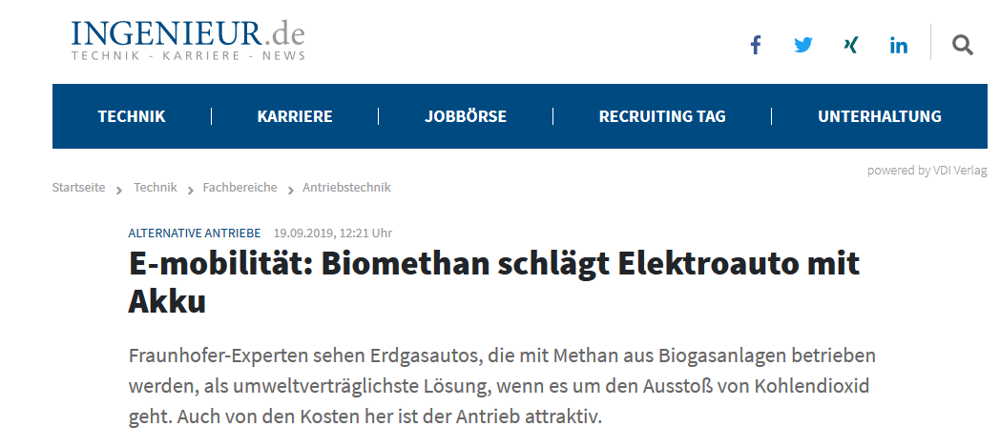 INGENIEUR.de
TECHNIK - KARRIERE - NEWS
TECHNIK
KARRIERE
JOBBÖRSE
RECRUITING TAG
UNTERHALTUNG
powered by VDI Verlag
Startseite > Technik > Fachbereiche > Antriebstechnik
ALTERNATIVE ANTRIEBE 19.09.2019, 12:21 Uhr
E-mobilität: Biomethan schlägt Elektroauto mit
Akku
Fraunhofer-Experten sehen Erdgasautos, die mit Methan aus Biogasanlagen betrieben
werden, als umweltverträglichste Lösung, wenn es um den Ausstoß von Kohlendioxid
geht. Auch von den Kosten her ist der Antrieb attraktiv.